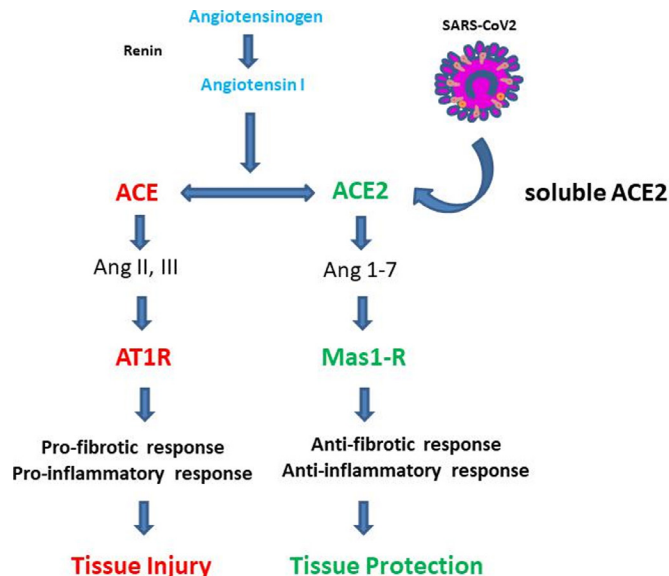 Angiotensinogen
SARS-CoV2
Renin
Angiotensin I
ACE
ACE2
soluble ACE2
Ang II, III
Ang 1-7
AT1R
Mas1-R
Pro-fibrotic response
Pro-inflammatory response
Anti-fibrotic response
Anti-inflammatory response
Tissue Injury
Tissue Protection